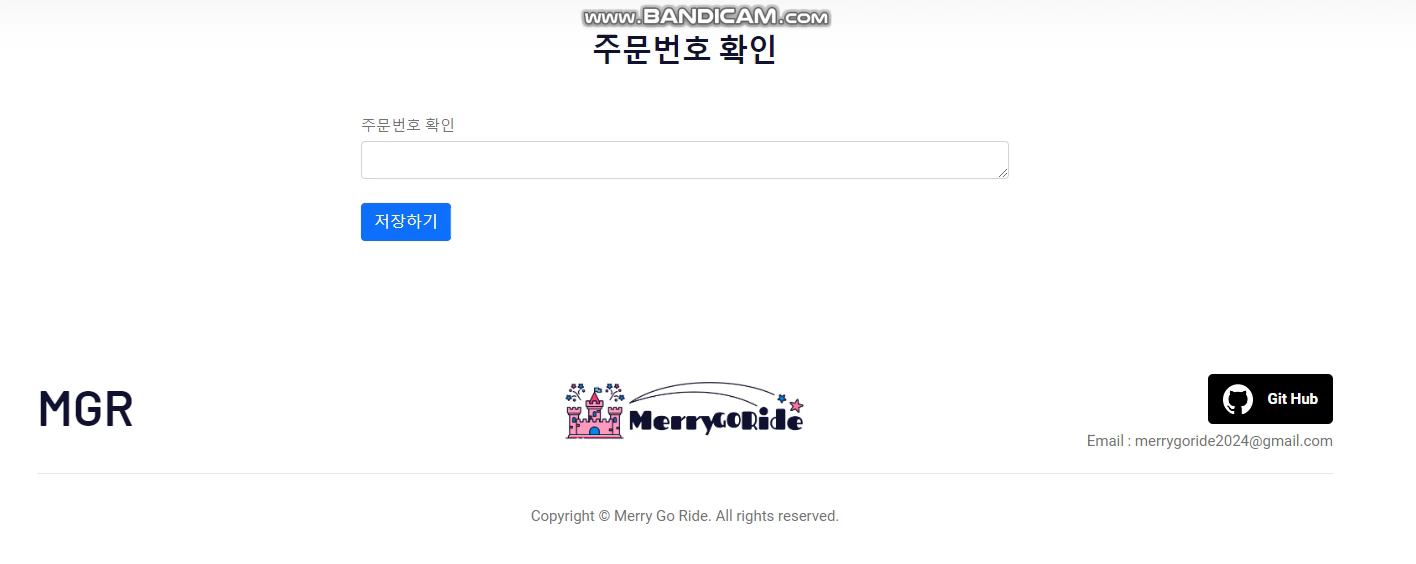 www.BANDICAM.com
주문번호 확인
주문번호 확인
저장하기
MGR
MerryGoRide
Git Hub
Email : merrygoride2024@gmail.com
Copyright © Merry Go Ride. All rights reserved.